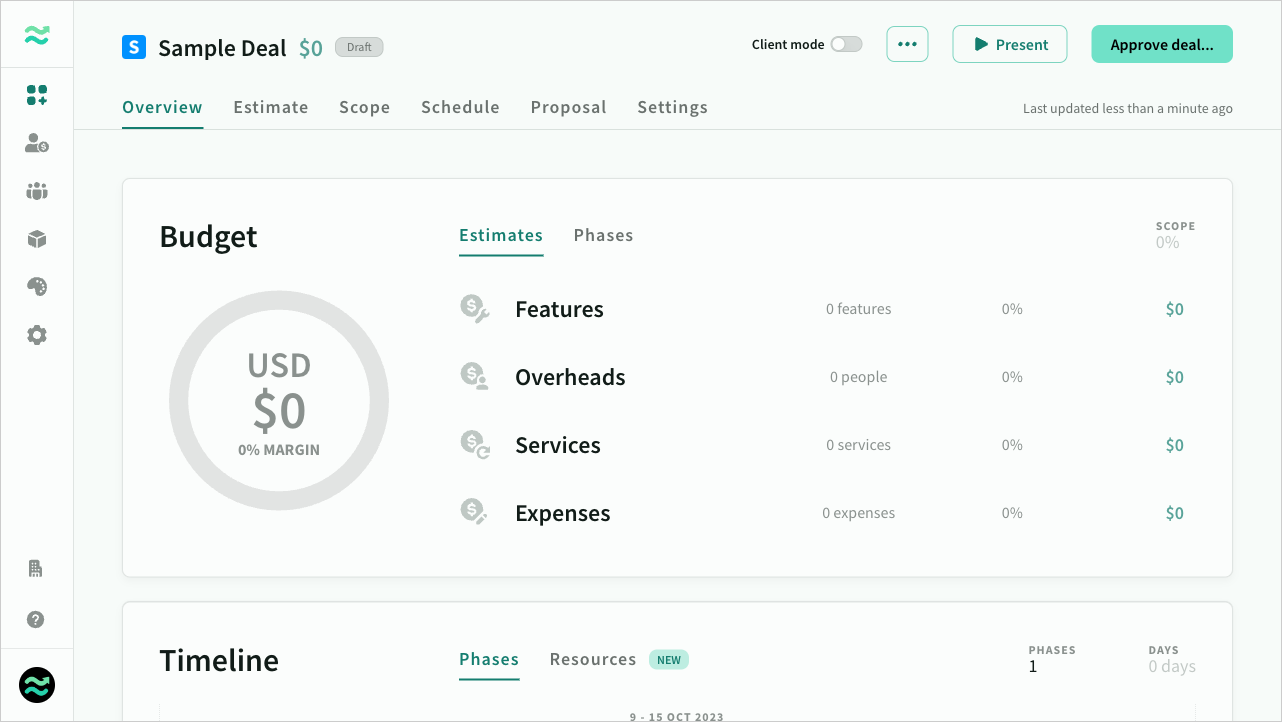 S Sample Deal $0 Draft
Client mode ••• Present Approve deal...
Overview Estimate Scope Schedule Proposal Settings
Last updated less than a minute ago
Budget
USD
$0
0% MARGIN
Estimates Phases
SCOPE
0%
Features 0 features 0% $0
Overheads 0 people 0% $0
Services 0 services 0% $0
Expenses 0 expenses 0% $0
Timeline
Phases Resources NEW
PHASES
1
DAYS
0 days
9 - 15 OCT 2023